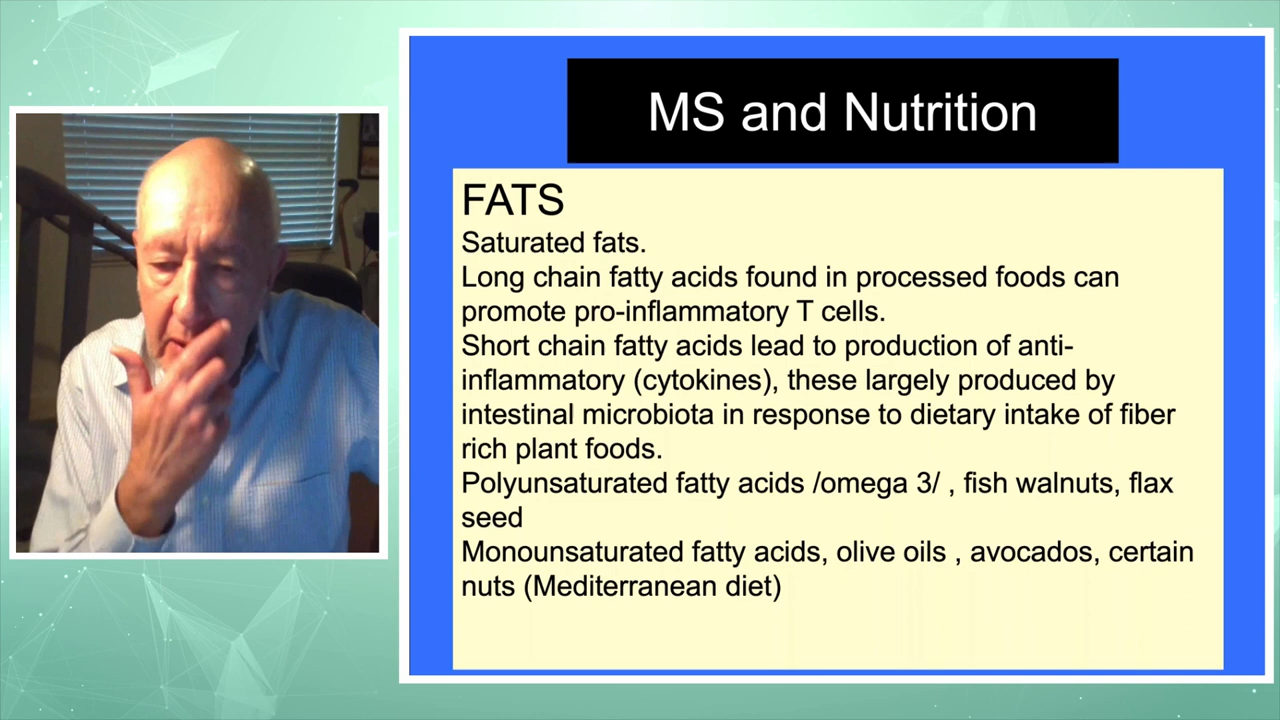 MS and Nutrition
FATS
Saturated fats.
Long chain fatty acids found in processed foods can
promote pro-inflammatory T cells.
Short chain fatty acids lead to production of anti-
inflammatory (cytokines), these largely produced by
intestinal microbiota in response to dietary intake of fiber
rich plant foods.
Polyunsaturated fatty acids /omega 3/ , fish walnuts, flax
seed
Monounsaturated fatty acids, olive oils , avocados, certain
nuts (Mediterranean diet)